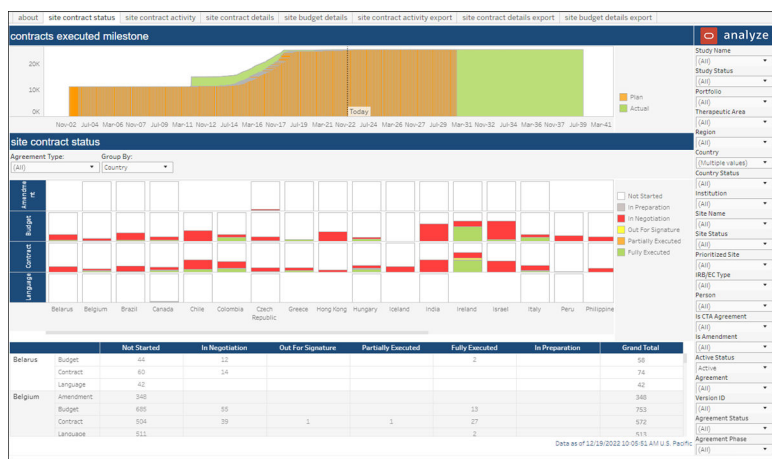 about
site contract status
site contract activity
site contract details
site budget details
site contract activity export
site contract details export
site budget details export
contracts executed milestone
20K
10K
0K
Today
Nov-02 Jul-04 Mar-06 Nov-07 Jul-09 Mar-11 Nov-12 Jul-14 Mar-16 Nov-17 Jul-19 Mar-21 Nov-22 Jul-24 Mar-26 Nov-27 Jul-29 Mar-31 Nov-32 Jul-34 Mar-36 Nov-37 Jul-39 Mar-41
Plan
Actual
site contract status
Agreement Type:
(All)
Group By:
Country
Amendme
nt
Budget
Contract
Language
Belarus Belgium Brazil Canada Chile Colombia Czech Republic Greece Hong Kong Hungary Iceland India Ireland Israel Italy Peru Philippine
Not Started
In Preparation
In Negotiation
Out For Signature
Partially Executed
Fully Executed
Not Started In Negotiation Out For Signature Partially Executed Fully Executed In Preparation Grand Total
Belarus Budget 44 12 2 58
Contract 60 14 74
Language 42 42
Belgium Amendment 348 348
Budget 685 55 13 753
Contract 504 39 1 1 27 572
Language 511 2 513
Data as of 12/19/2022 10:05:51 AM U.S. Pacific
analyze
Study Name
(All)
Study Status
(All)
Portfolio
(All)
Therapeutic Area
(All)
Region
(All)
Country
(Multiple values)
Country Status
(All)
Institution
(All)
Site Name
(All)
Site Status
(All)
Prioritized Site
(All)
IRB/EC Type
(All)
Person
(All)
Is CTA Agreement
(All)
Is Amendment
(All)
Active Status
Active
Agreement
(All)
Version ID
(All)
Agreement Status
(All)
Agreement Phase
(All)